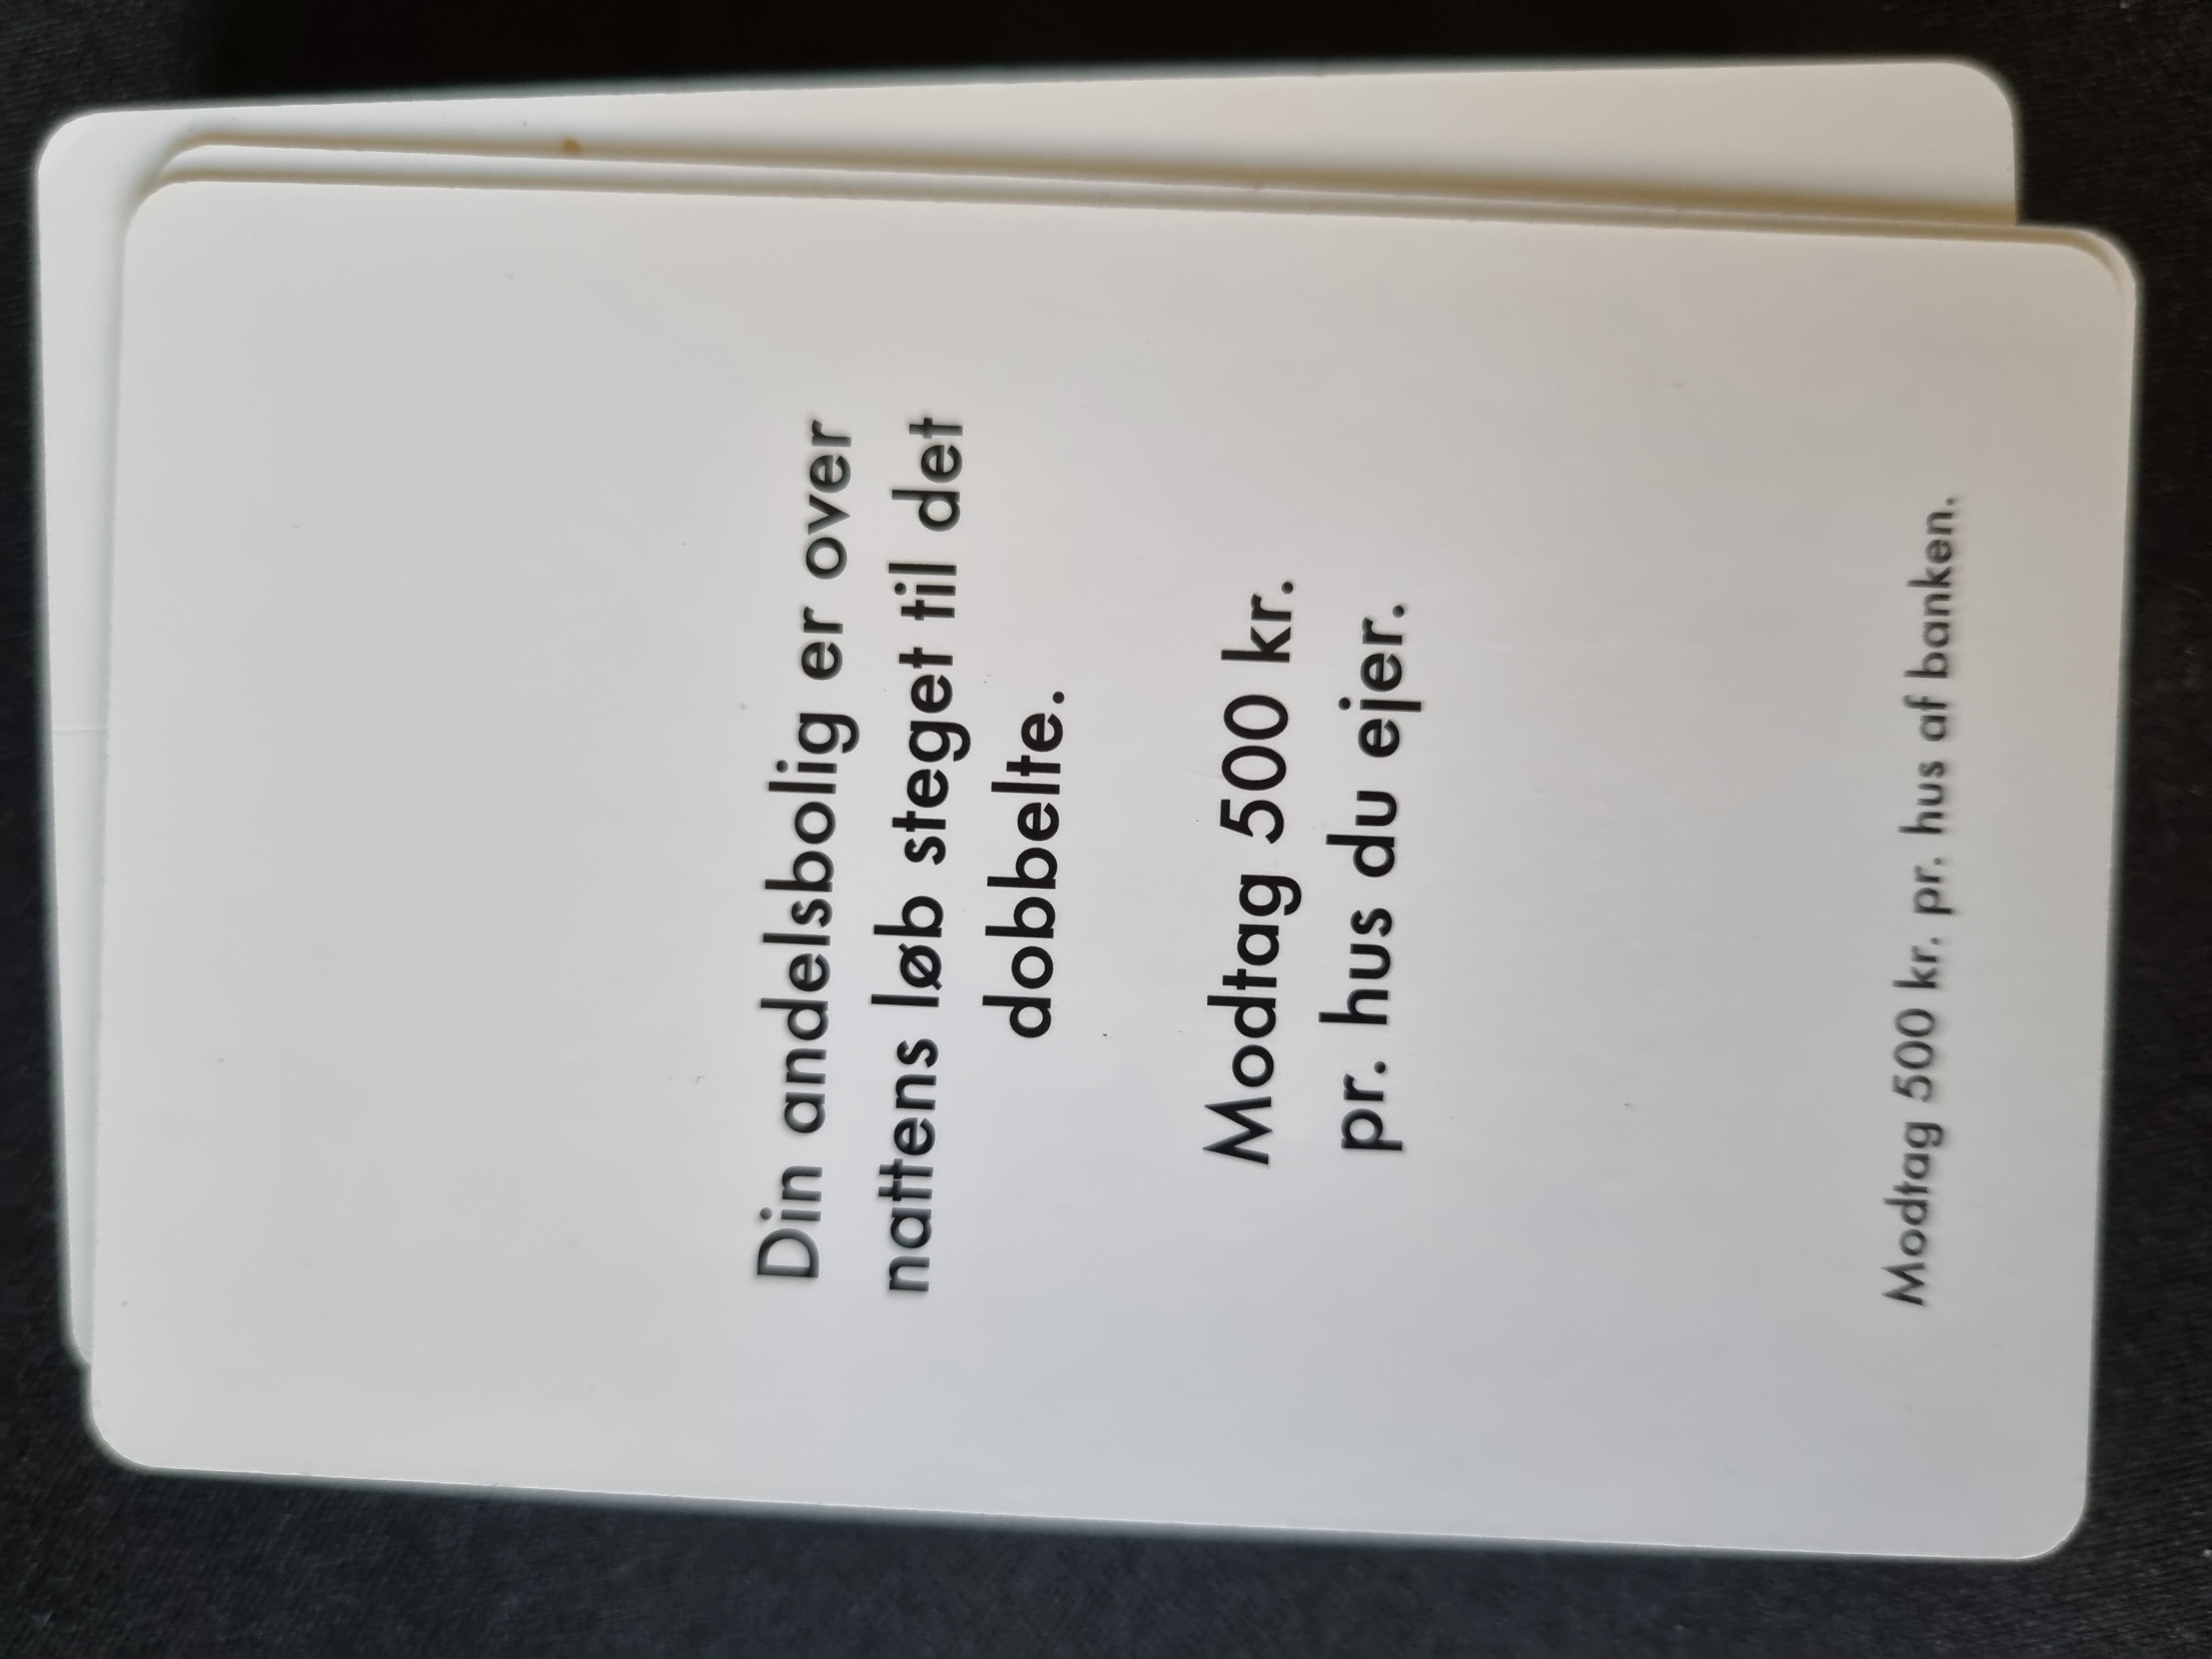 Din andelsbolig er over
nattens løb steget til det
dobbelte.
Modtag 500 kr.
pr. hus du ejer.
Modtag 500 kr. pr. hus af banken.